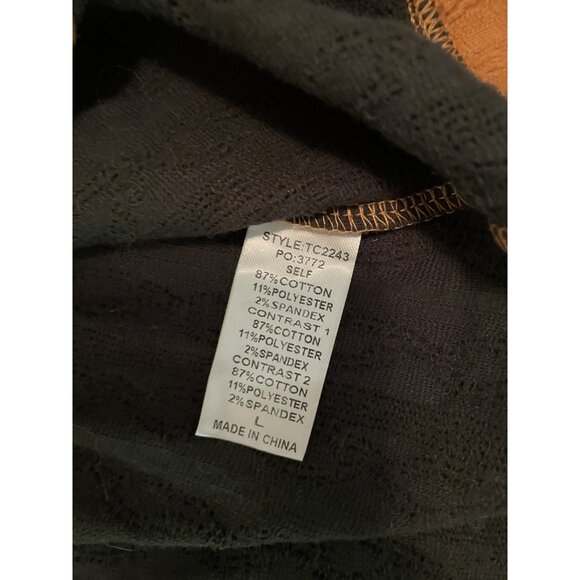 STYLE:TC2243
PO:3772
SELF
87%COTTON
11%POLYESTER
2%SPANDEX
CONTRAST 1
87%COTTON
11%POLYESTER
2%SPANDEX
CONTRAST 2
87%COTTON
11%POLYESTER
2%SPANDEX
L
MADE IN CHINA